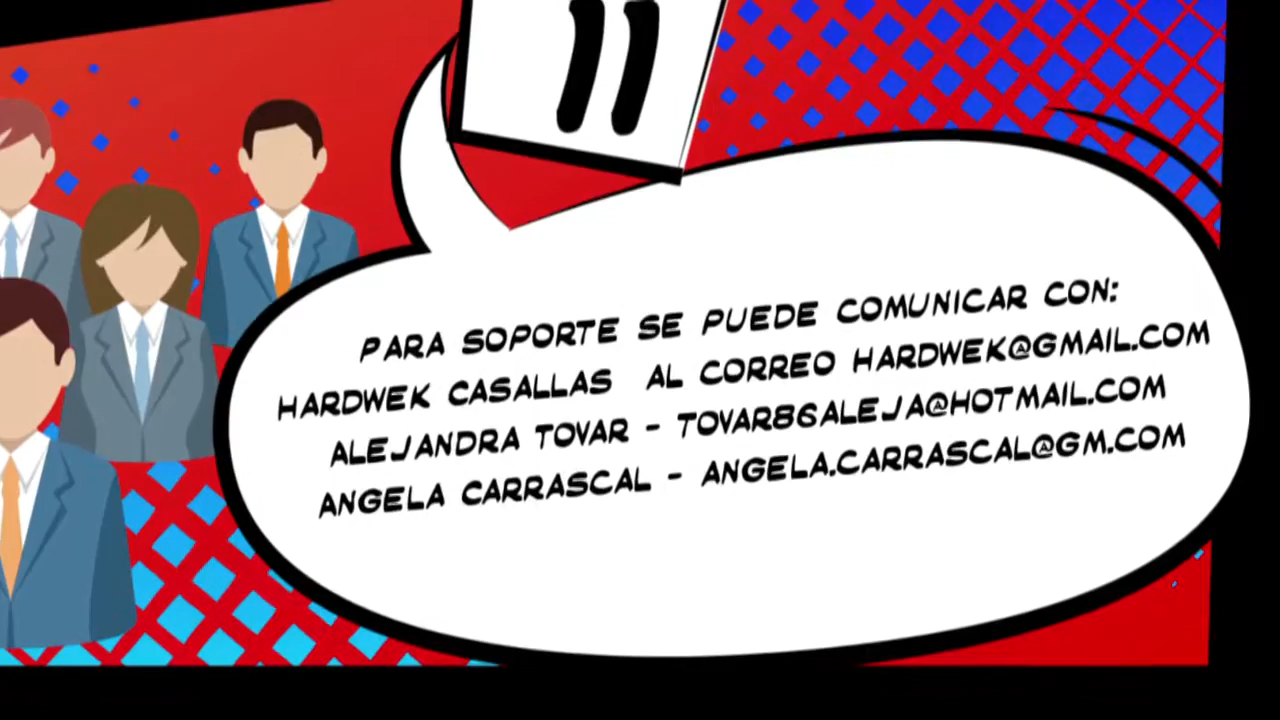 11
PARA SOPORTE SE PUEDE COMUNICAR CON:
HARDWEK CASALLAS AL CORREO HARDWEK@GMAIL.COM
ALEJANDRA TOVAR - TOVAR86ALEJA@HOTMAIL.COM
ANGELA CARRASCAL - ANGELA.CARRASCAL@GM.COM